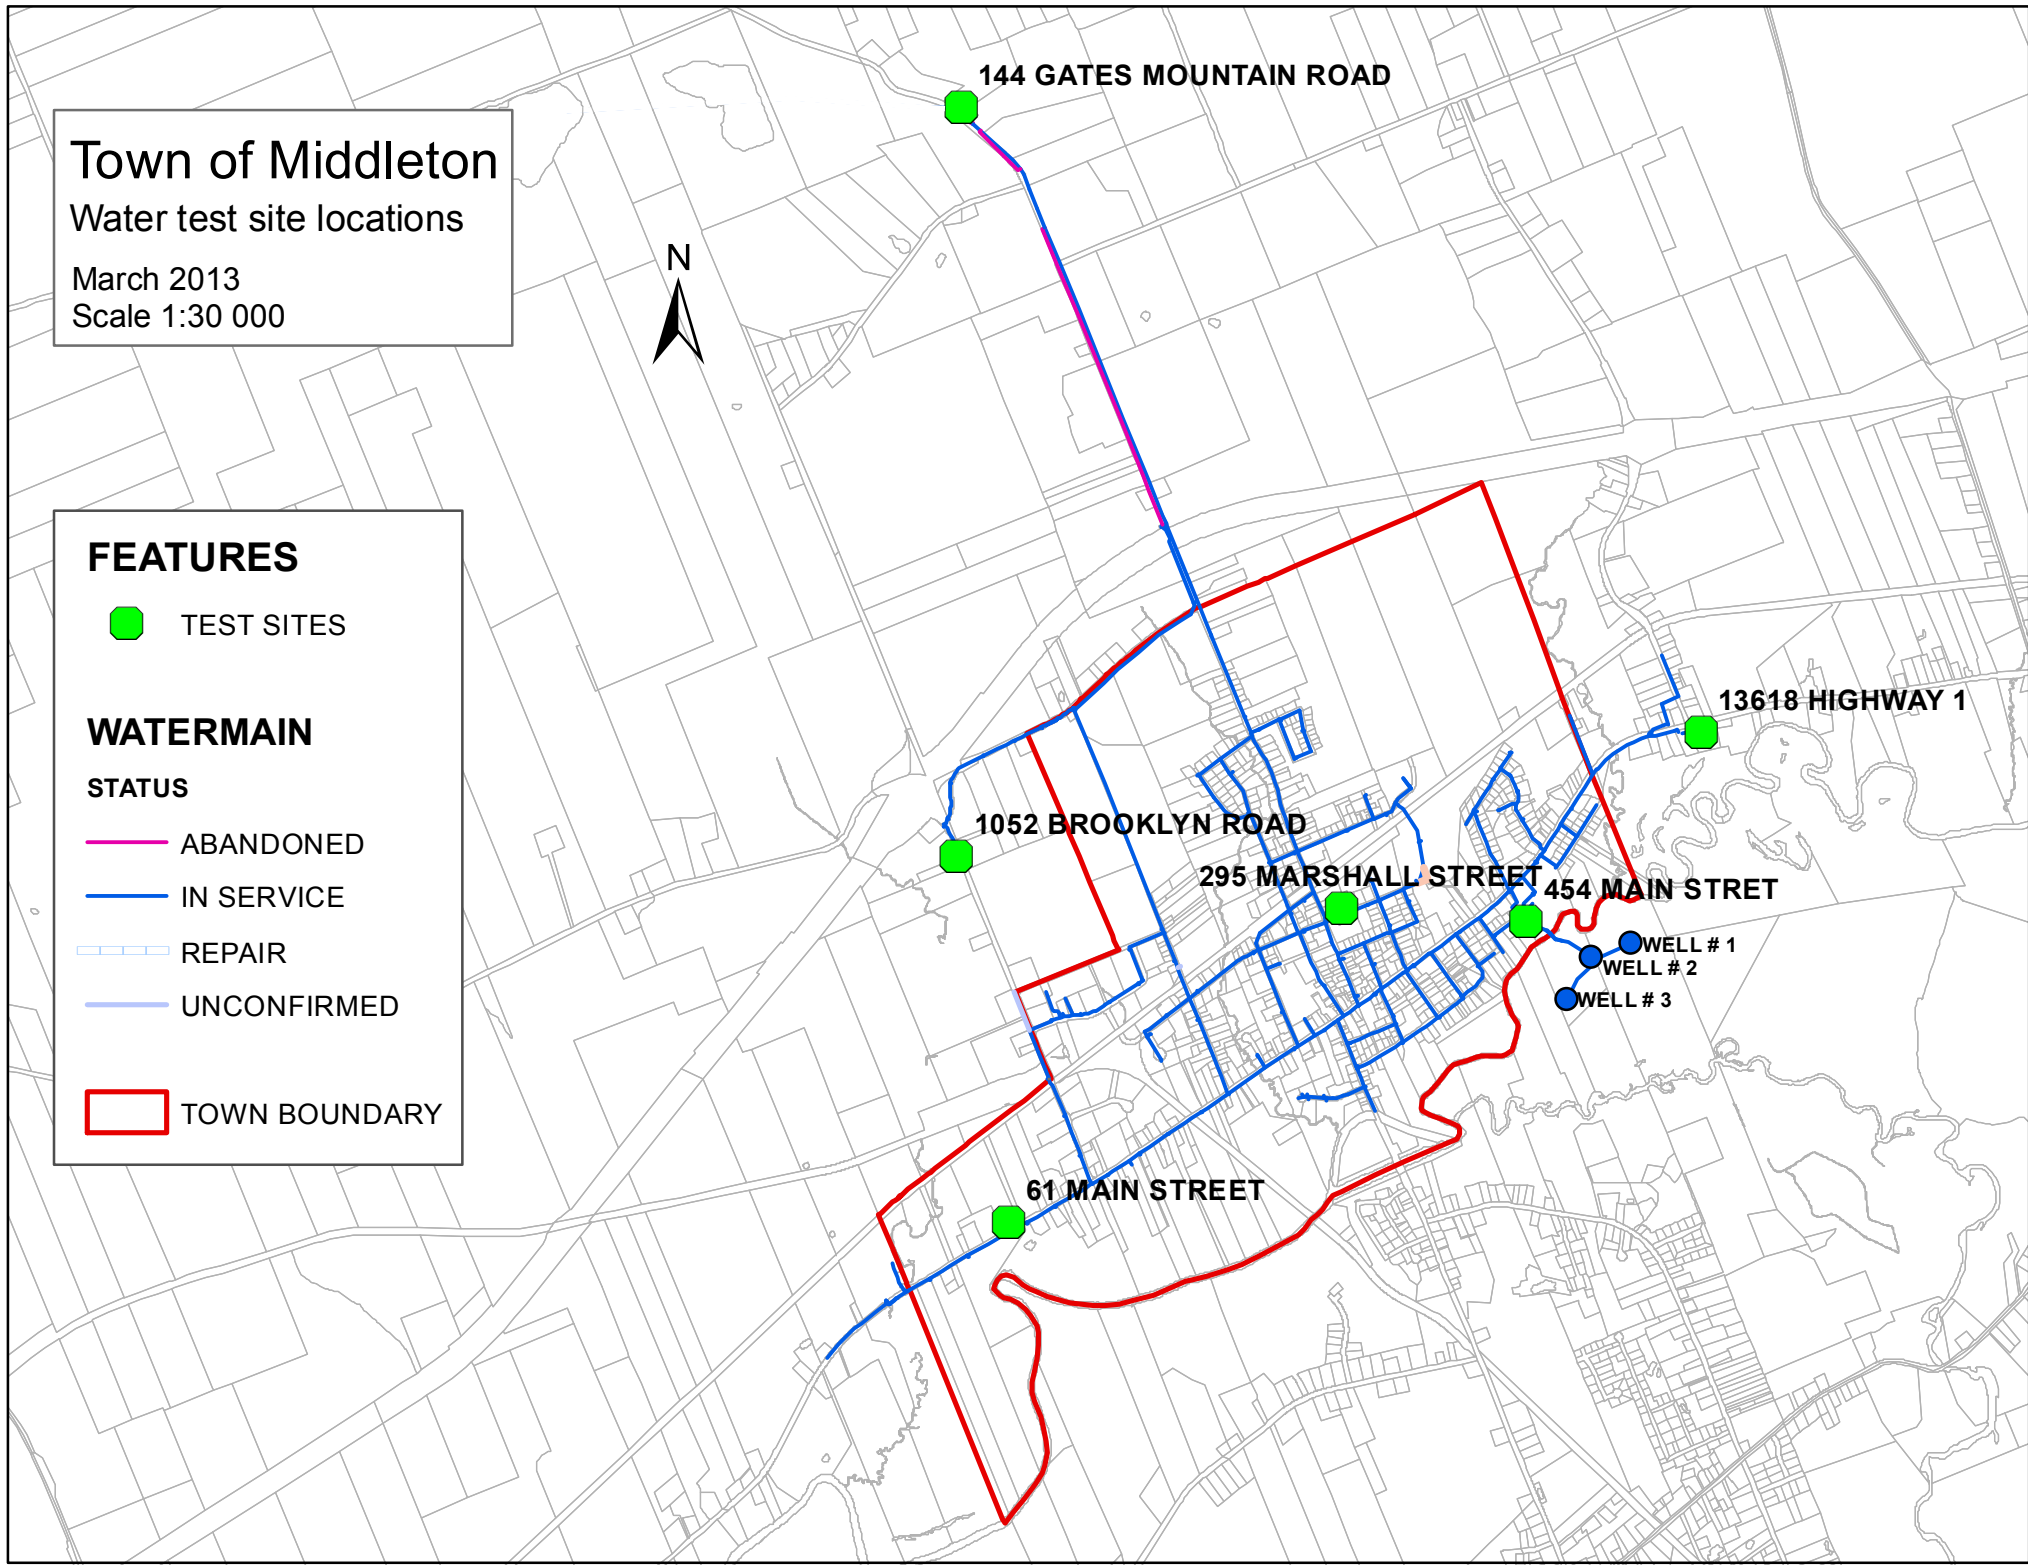 144 GATES MOUNTAIN ROAD
Town of Middleton
Water test site locations
March 2013
Scale 1:30 000
N
FEATURES
TEST SITES
WATERMAIN
STATUS
ABANDONED
IN SERVICE
REPAIR
UNCONFIRMED
TOWN BOUNDARY
13618 HIGHWAY 1
1052 BROOKLYN ROAD
295 MARSHALL STREET
454 MAIN STRET
WELL # 1
WELL # 2
WELL # 3
61 MAIN STREET